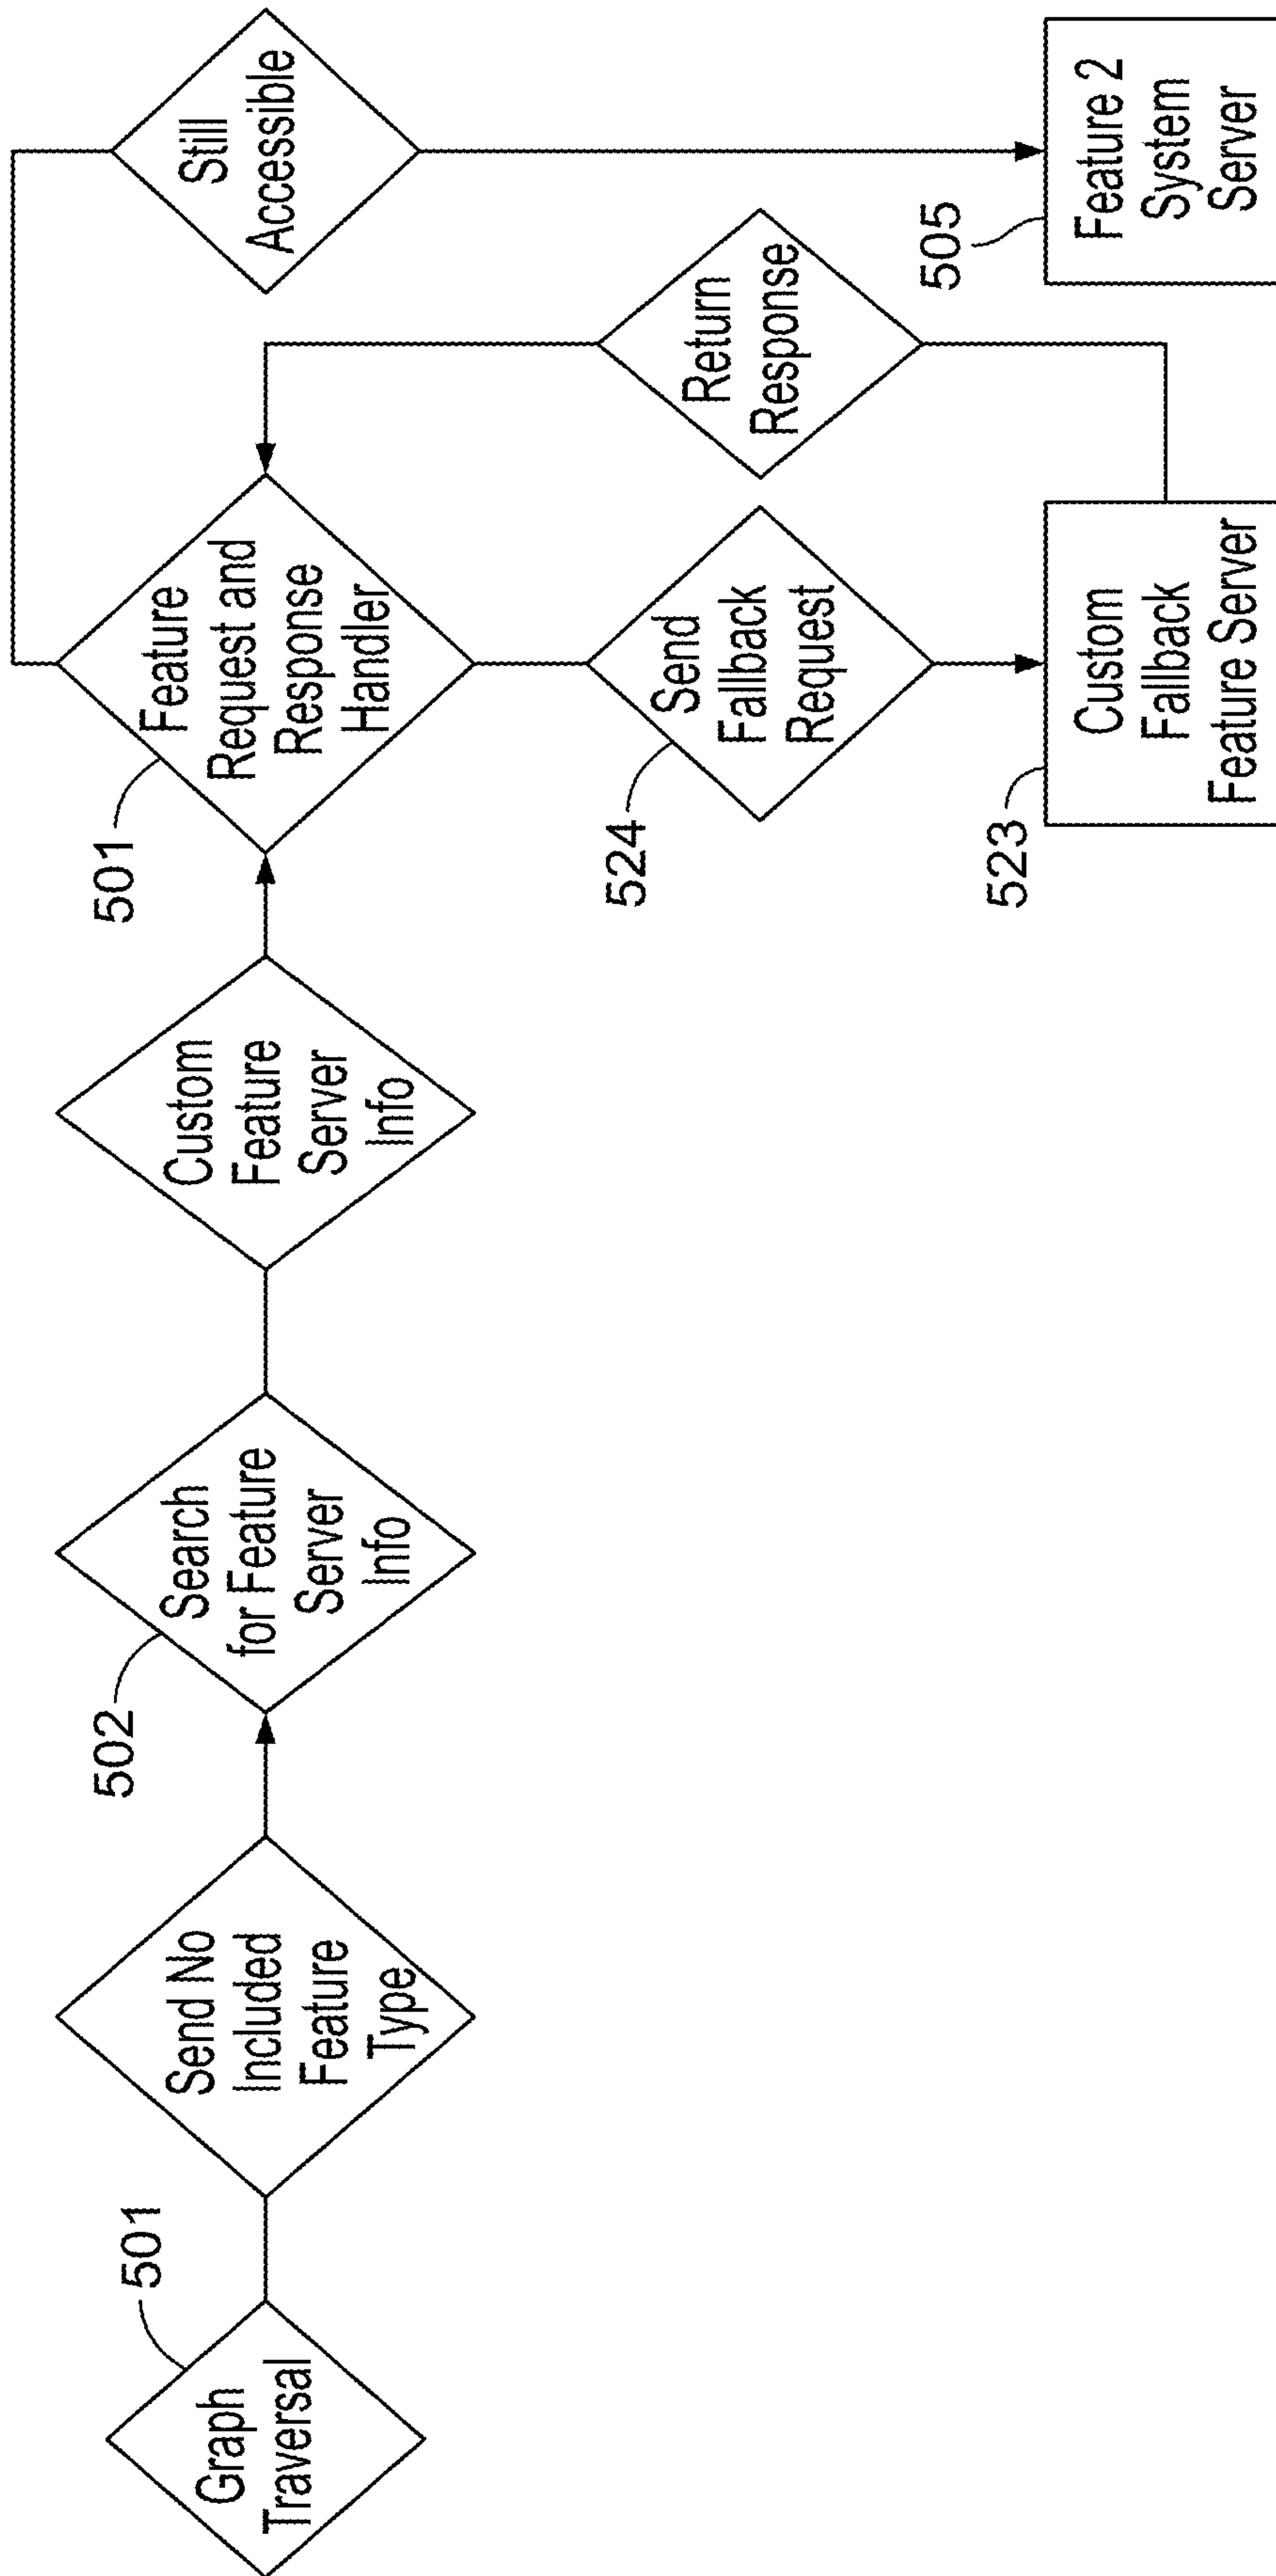 501
Graph
Traversal
Send No
Included
Feature
Type
502
Search
for Feature
Server
Info
Custom
Feature
Server
Info
501
Feature
Request and
Response
Handler
Still
Accessible
524
Send
Fallback
Request
Return
Response
523
Custom
Fallback
Feature Server
505
Feature 2
System
Server